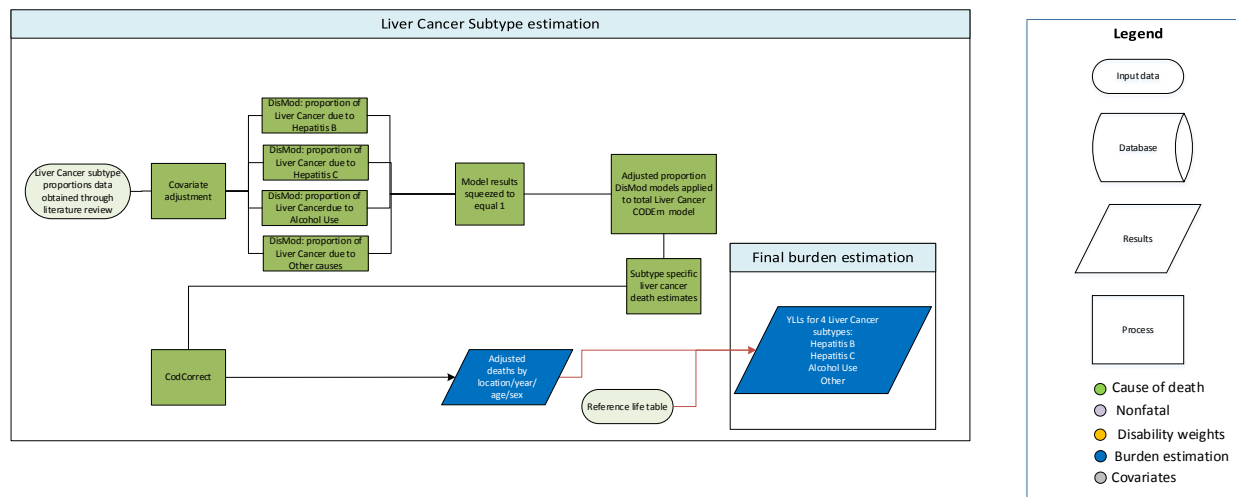 Liver Cancer Subtype estimation
Liver Cancer subtype
proportions data
obtained through
literature review
Covariate
adjustment
DisMod: proportion of
Liver Cancer due to
Hepatitis B
DisMod: proportion of
Liver Cancer due to
Hepatitis C
DisMod: proportion of
Liver Cancerdue to
Alcohol Use
DisMod: proportion of
Liver Cancer due to
Other causes
Model results
squeezed to
equal 1
Adjusted proportion
DisMod models applied
to total Liver Cancer
CODEm model
Subtype specific
liver cancer
death estimates
CodCorrect
Adjusted
deaths by
location/year/
age/sex
Reference life table
Final burden estimation
YLLs for 4 Liver Cancer
subtypes:
Hepatitis B
Hepatitis C
Alcohol Use
Other
Legend
Input data
Database
Results
Process
Cause of death
Nonfatal
Disability weights
Burden estimation
Covariates